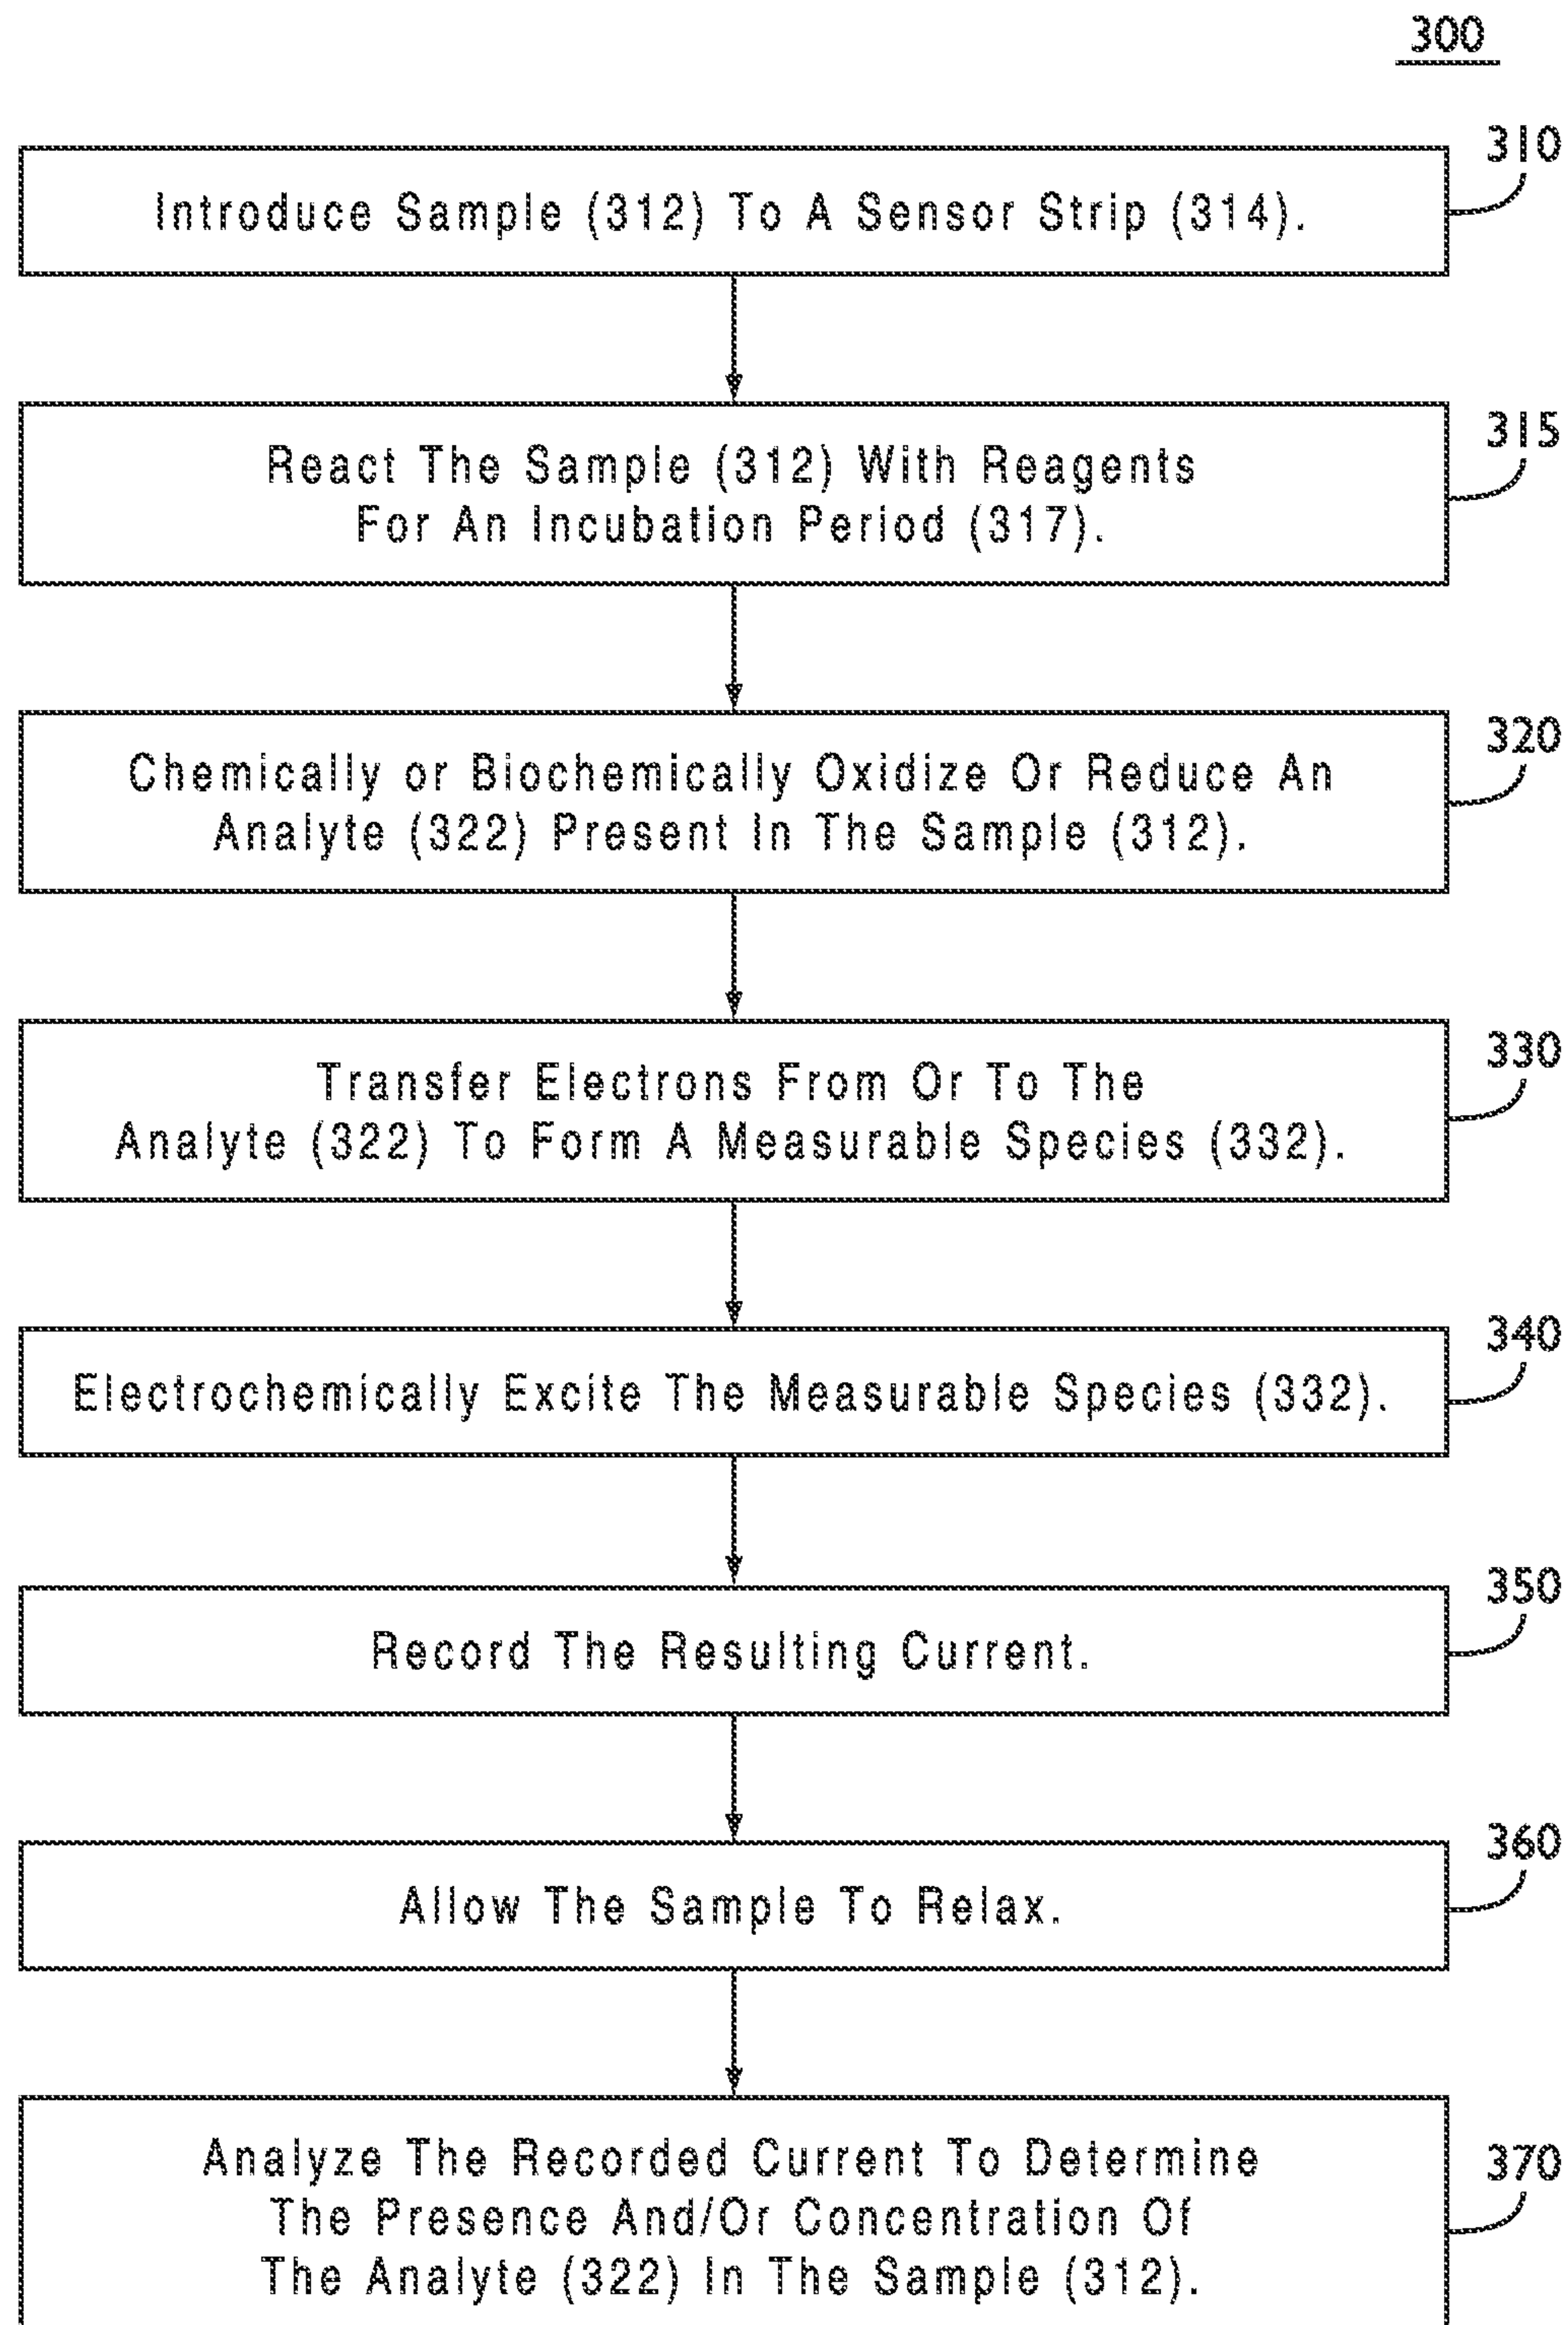 300
310
Introduce Sample (312) To A Sensor Strip (314).
315
React The Sample (312) With Reagents
For An Incubation Period (317).
320
Chemically or Biochemically Oxidize Or Reduce An
Analyte (322) Present In The Sample (312).
330
Transfer Electrons From Or To The
Analyte (322) To Form A Measurable Species (332).
340
Electrochemically Excite The Measurable Species (332).
350
Record The Resulting Current.
360
Allow The Sample To Relax.
370
Analyze The Recorded Current To Determine
The Presence And/Or Concentration Of
The Analyte (322) In The Sample (312).